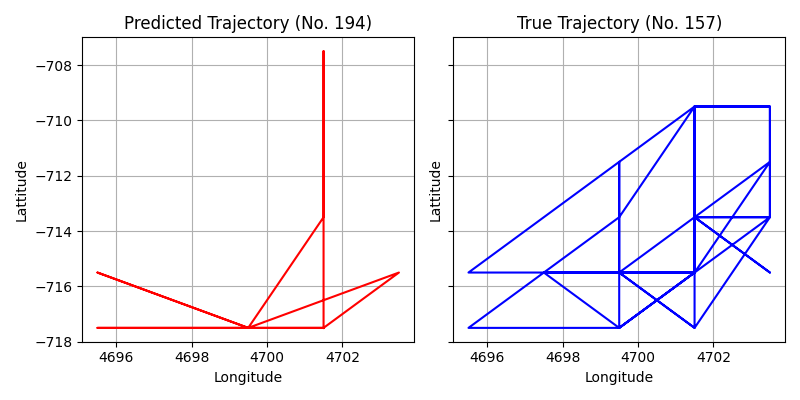 Predicted Trajectory (No. 194)
True Trajectory (No. 157)
Lattitude
−708
−710
−712
−714
−716
−718
4696
4698
4700
4702
Longitude
Lattitude
4696
4698
4700
4702
Longitude